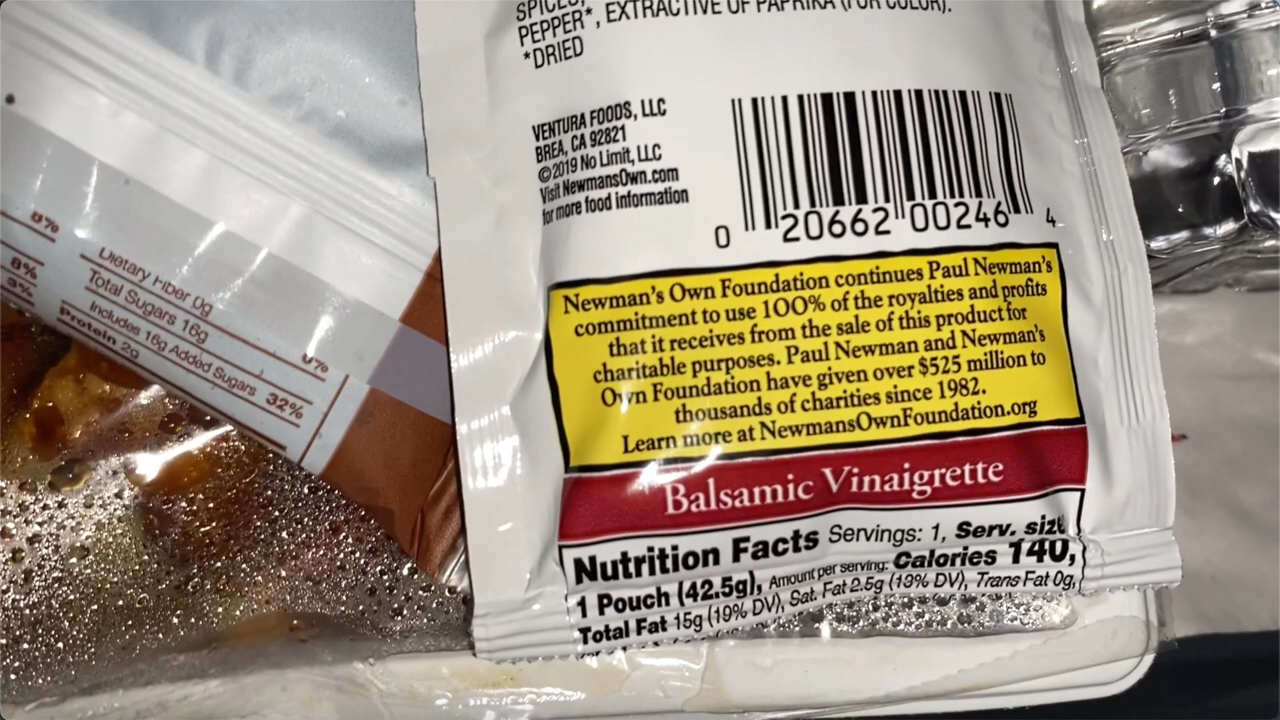 SPICES,
PEPPER*, EXTRACTIVE OF PAPRIKA (FOR COLOR).
*DRIED
VENTURA FOODS, LLC
BREA, CA 92821
©2019 No Limit, LLC
Visit NewmansOwn.com
for more food information
0 20662 00246 4
Newman's Own Foundation continues Paul Newman's
commitment to use 100% of the royalties and profits
that it receives from the sale of this product for
charitable purposes. Paul Newman and Newman's
Own Foundation have given over $525 million to
thousands of charities since 1982.
Learn more at NewmansOwnFoundation.org
Balsamic Vinaigrette
Nutrition Facts Servings: 1, Serv. size
1 Pouch (42.5g), Amount per serving: Calories 140,
Total Fat 15g (19% DV), Sat. Fat 2.5g (13% DV), Trans Fat 0g,
8%
3%
Dietary Fiber 0g 0%
Total Sugars 16g
Includes 16g Added Sugars 32%
Protein 2g